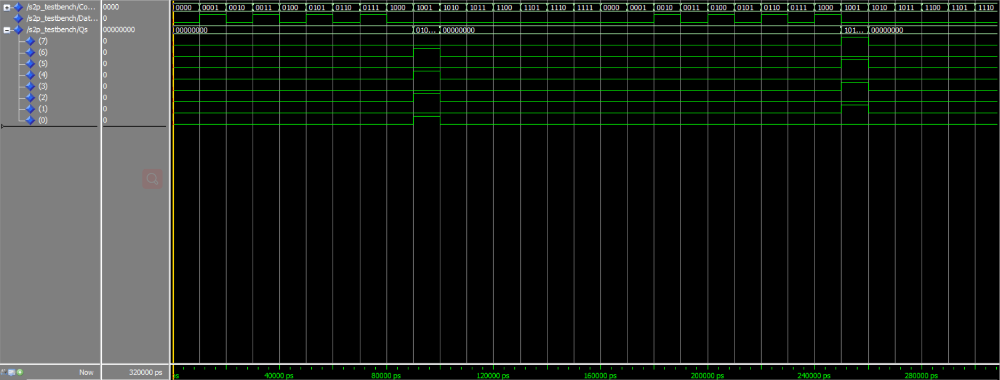 /s2p_testbench/Co... 0000 0000 0001 0010 0011 0100 0101 0110 0111 1000 1001 1010 1011 1100 1101 1110 1111 0000 0001 0010 0011 0100 0101 0110 0111 1000 1001 1010 1011 1100 1101 1110
/s2p_testbench/Dat... 0
/s2p_testbench/Qs 00000000 00000000 010... 00000000 101... 00000000
(7) 0
(6) 0
(5) 0
(4) 0
(3) 0
(2) 0
(1) 0
(0) 0
Now 320000 ps
ps 40000 ps 80000 ps 120000 ps 160000 ps 200000 ps 240000 ps 280000 ps